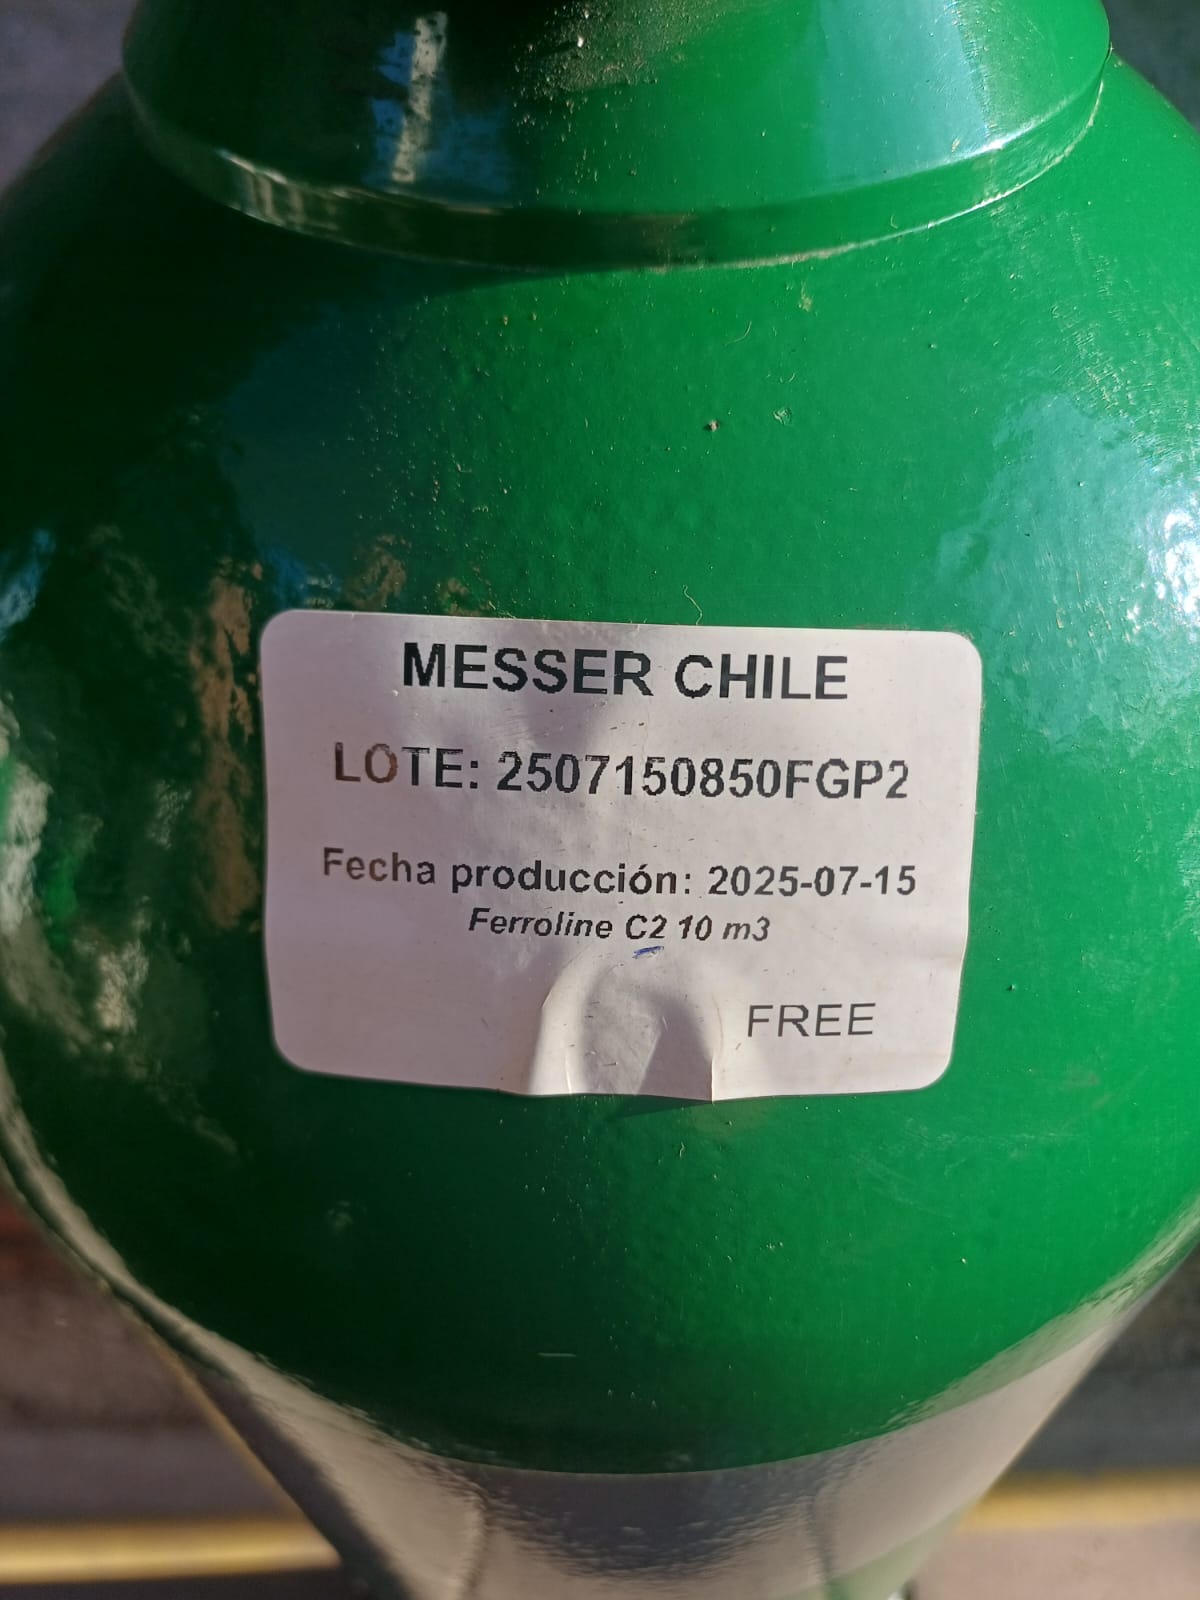 MESSER CHILE
LOTE: 2507150850FGP2
Fecha producción: 2025-07-15
Ferroline C2 10 m3
FREE